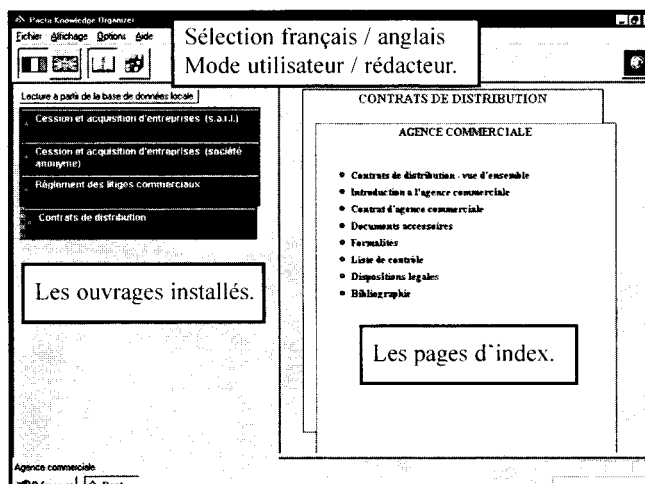 Pacta Knowledge Organizer
Fichier Affichage Options Aide
Sélection français / anglais
Mode utilisateur / rédacteur.
Lecture à partir de la base de données locale
Cession et acquisition d'entreprises (s.a.r.l.)
Cession et acquisition d'entreprises (société
anonyme)
Règlement des litiges commerciaux
Contrats de distribution
Les ouvrages installés.
CONTRATS DE DISTRIBUTION
AGENCE COMMERCIALE
Contrats de distribution - vue d'ensemble
Introduction à l'agence commerciale
Contrat d'agence commerciale
Documents accessoires
Formalités
Liste de contrôle
Dispositions légales
Bibliographie
Les pages d'index.
Agence commerciale